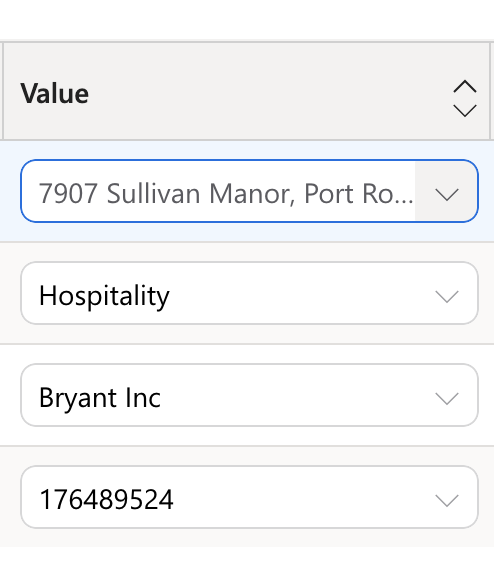 Value
7907 Sullivan Manor, Port Ro...
Hospitality
Bryant Inc
176489524